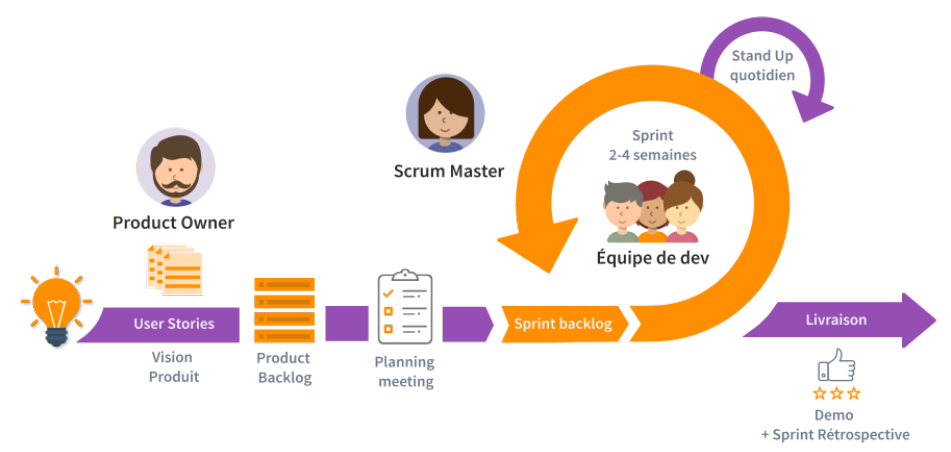 Stand Up
quotidien
Sprint
2-4 semaines
Scrum Master
Product Owner
Équipe de dev
User Stories
Sprint backlog
Livraison
Vision
Produit
Product
Backlog
Planning
meeting
Demo
+ Sprint Rétrospective